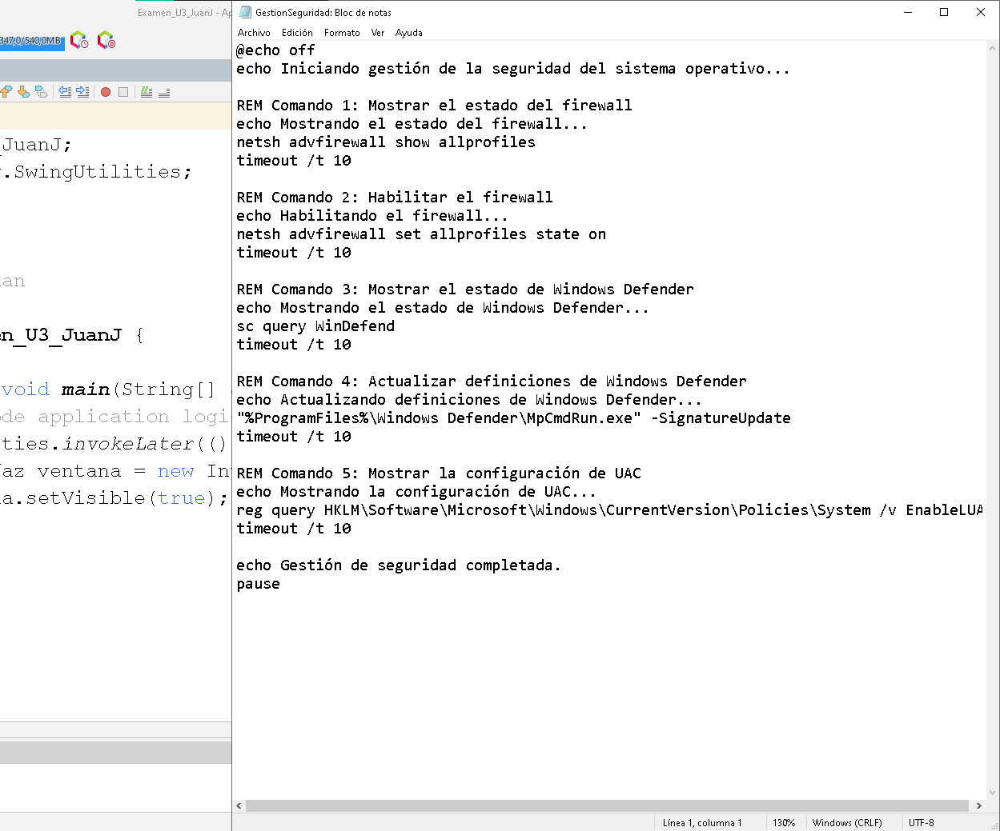 Examen_U3_JuanJ - Ap
GestionSeguridad: Bloc de notas
Archivo Edición Formato Ver Ayuda
347,0/540,0MB
@echo off
echo Iniciando gestión de la seguridad del sistema operativo...
REM Comando 1: Mostrar el estado del firewall
echo Mostrando el estado del firewall...
netsh advfirewall show allprofiles
timeout /t 10
REM Comando 2: Habilitar el firewall
echo Habilitando el firewall...
netsh advfirewall set allprofiles state on
timeout /t 10
REM Comando 3: Mostrar el estado de Windows Defender
echo Mostrando el estado de Windows Defender...
sc query WinDefend
timeout /t 10
REM Comando 4: Actualizar definiciones de Windows Defender
echo Actualizando definiciones de Windows Defender...
"%ProgramFiles%\Windows Defender\MpCmdRun.exe" -SignatureUpdate
timeout /t 10
REM Comando 5: Mostrar la configuración de UAC
echo Mostrando la configuración de UAC...
reg query HKLM\Software\Microsoft\Windows\CurrentVersion\Policies\System /v EnableLUA
timeout /t 10
echo Gestión de seguridad completada.
pause
_JuanJ;
.SwingUtilities;
an
en_U3_JuanJ {
void main(String[]
de application logi
ties.invokeLater(()
faz ventana = new In
a.setVisible(true);
Línea 1, columna 1 130% Windows (CRLF) UTF-8